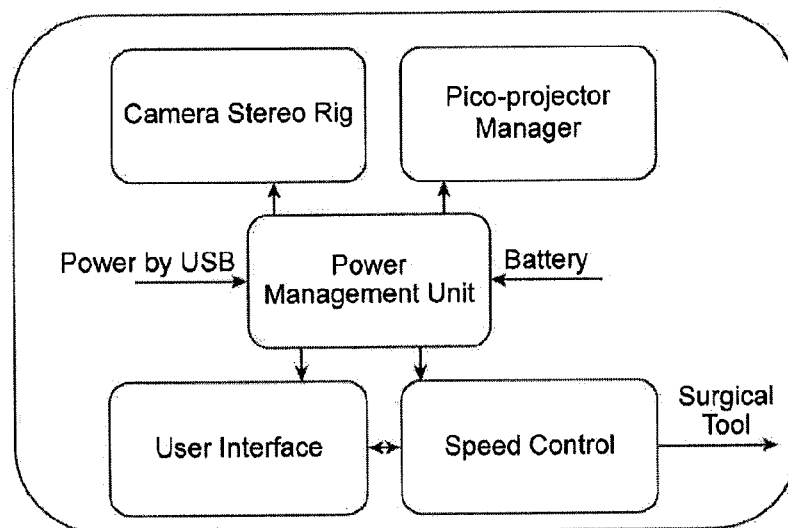 Camera Stereo Rig
Pico-projector
Manager
Power by USB
Power
Management Unit
Battery
User Interface
Speed Control
Surgical
Tool